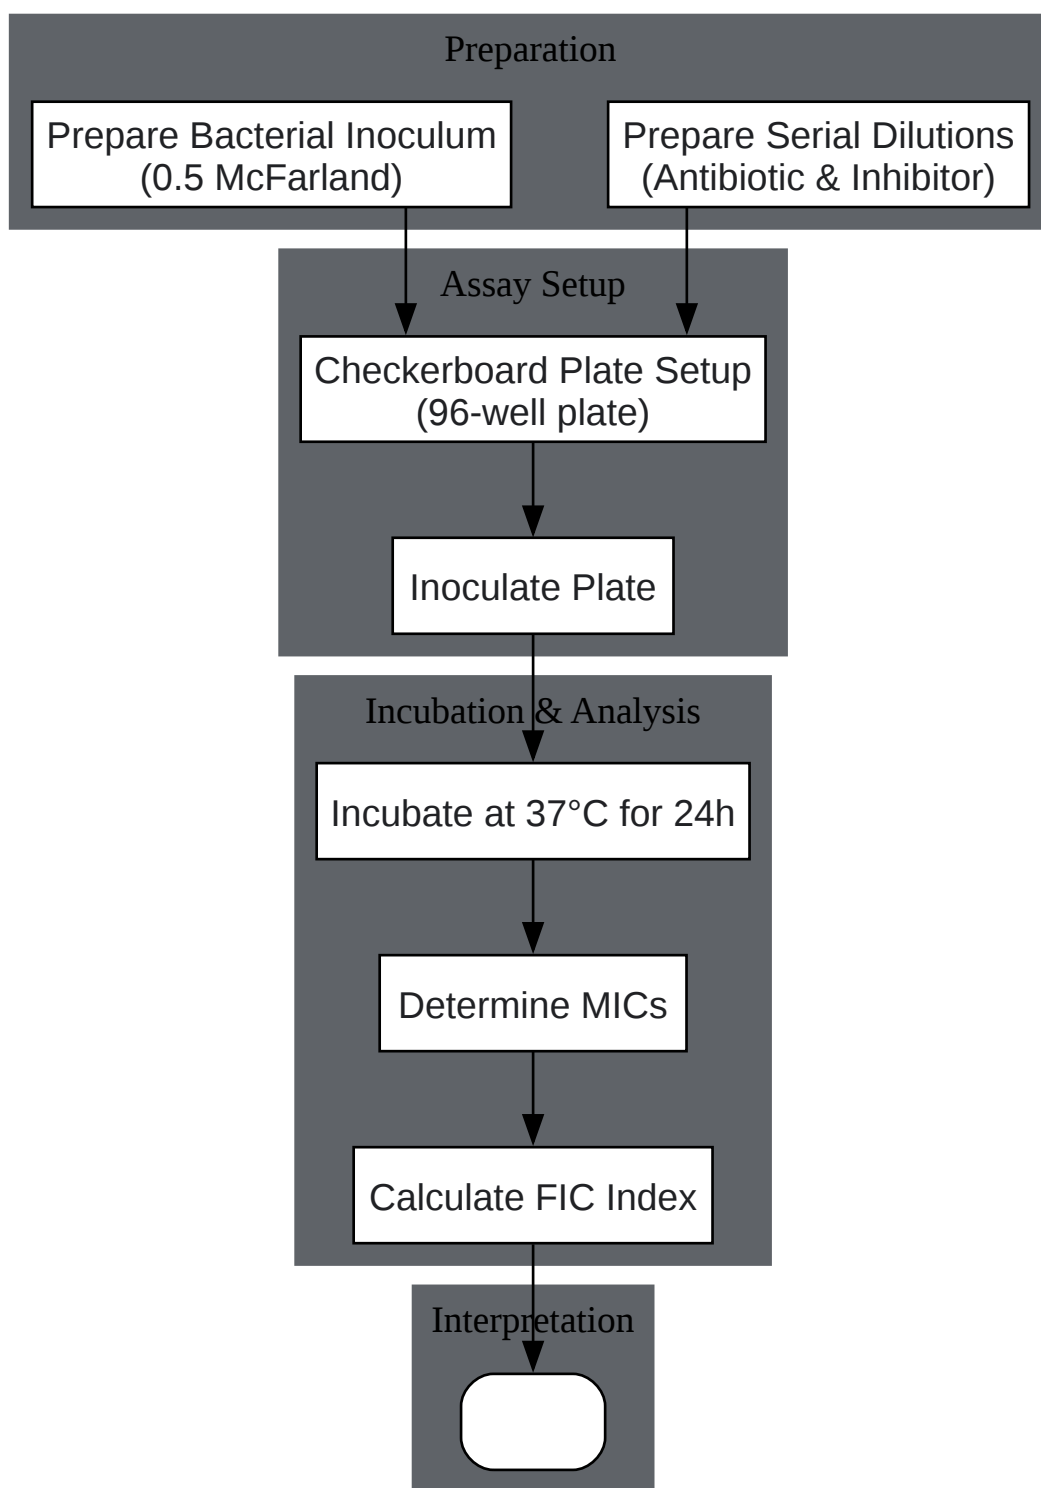 Preparation
Prepare Bacterial Inoculum
(0.5 McFarland)
Prepare Serial Dilutions
(Antibiotic & Inhibitor)
Assay Setup
Checkerboard Plate Setup
(96-well plate)
Inoculate Plate
Incubation & Analysis
Incubate at 37°C for 24h
Determine MICs
Calculate FIC Index
Interpretation